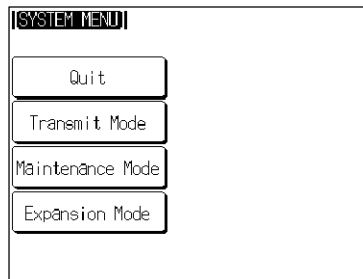 SYSTEM MENU
Quit
Transmit Mode
Maintenance Mode
Expansion Mode